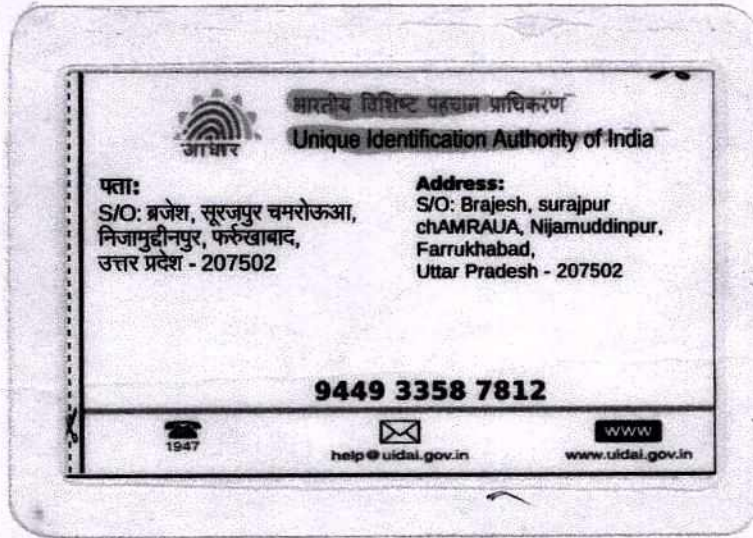 भारतीय विशिष्ट पहचान प्राधिकरण
आधार
Unique Identification Authority of India
पता:
S/O: ब्रजेश, सूरजपुर चमरोऊआ,
निजामुद्दीनपुर, फर्रुखाबाद,
उत्तर प्रदेश - 207502
Address:
S/O: Brajesh, surajpur
chAMRAUA, Nijamuddinpur,
Farrukhabad,
Uttar Pradesh - 207502
9449 3358 7812
1947
help@uidai.gov.in
www
www.uidai.gov.in